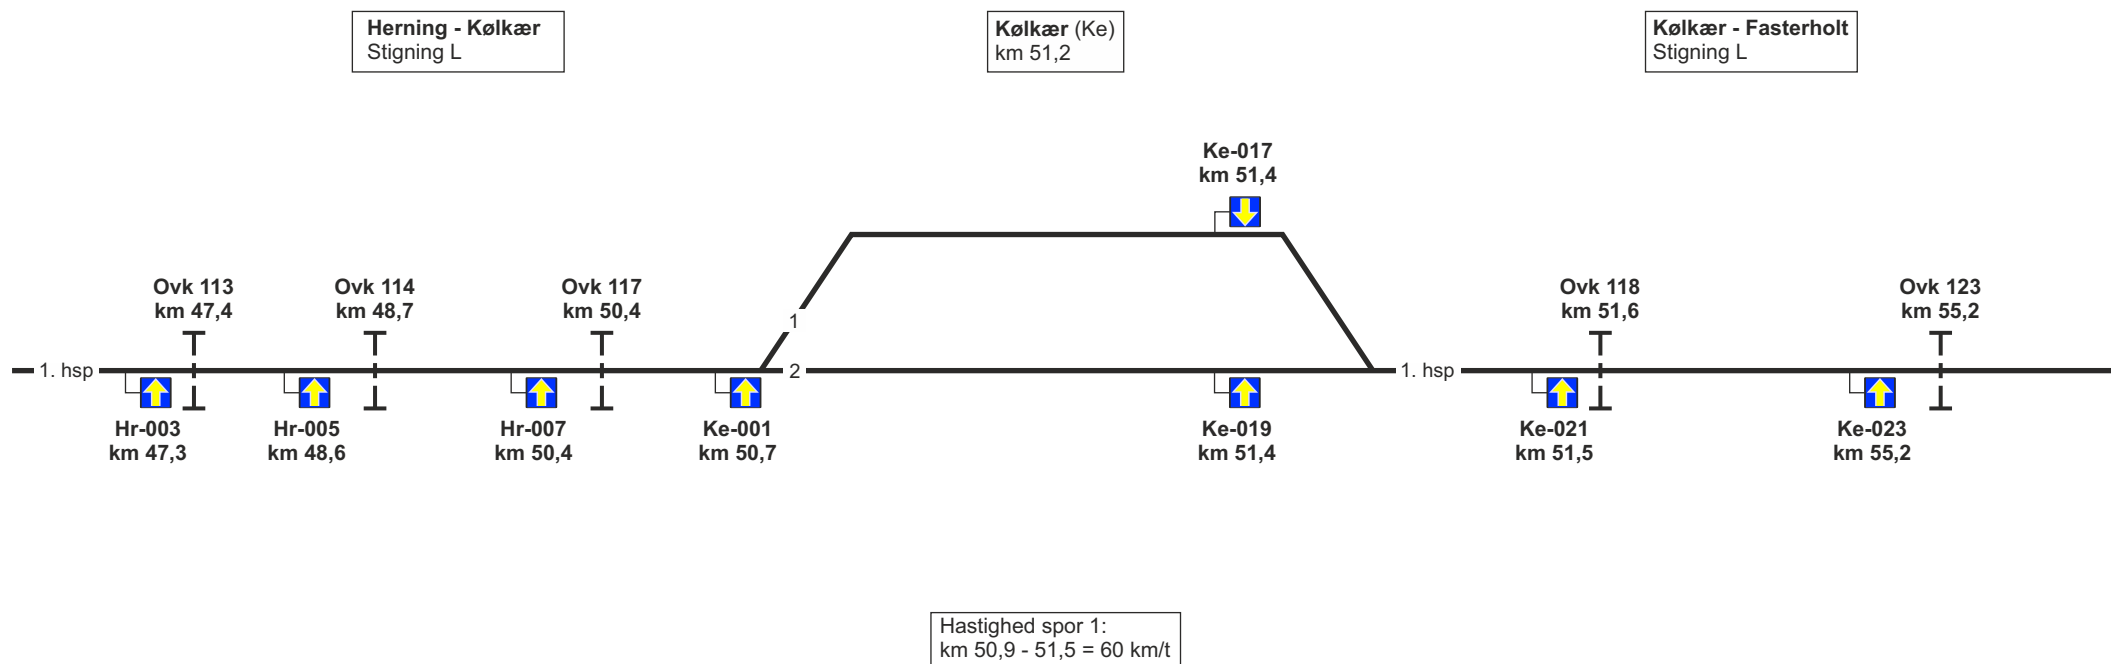 Herning - Kølkær
Stigning L
Kølkær (Ke)
km 51,2
Kølkær - Fasterholt
Stigning L
Ke-017
km 51,4
Ovk 113
km 47,4
Ovk 114
km 48,7
Ovk 117
km 50,4
Ovk 118
km 51,6
Ovk 123
km 55,2
1
1. hsp
2
1. hsp
Hr-003
km 47,3
Hr-005
km 48,6
Hr-007
km 50,4
Ke-001
km 50,7
Ke-019
km 51,4
Ke-021
km 51,5
Ke-023
km 55,2
Hastighed spor 1:
km 50,9 - 51,5 = 60 km/t